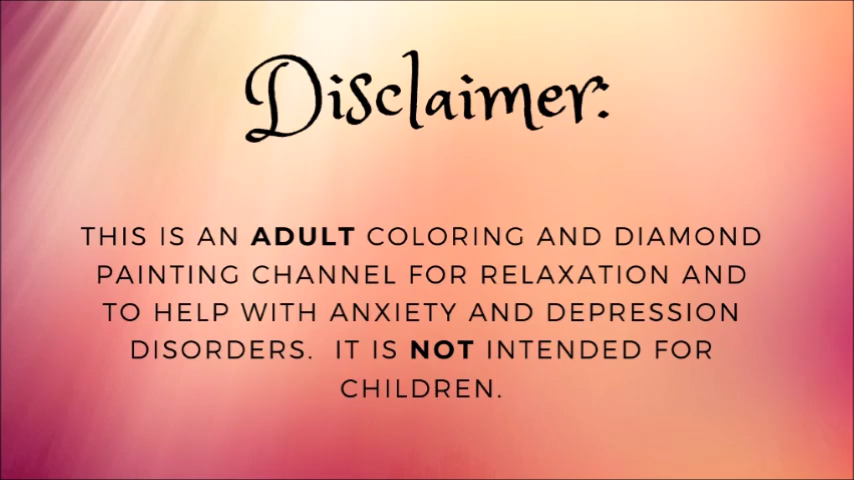 Disclaimer:
THIS IS AN ADULT COLORING AND DIAMOND
PAINTING CHANNEL FOR RELAXATION AND
TO HELP WITH ANXIETY AND DEPRESSION
DISORDERS.  IT IS NOT INTENDED FOR
CHILDREN.